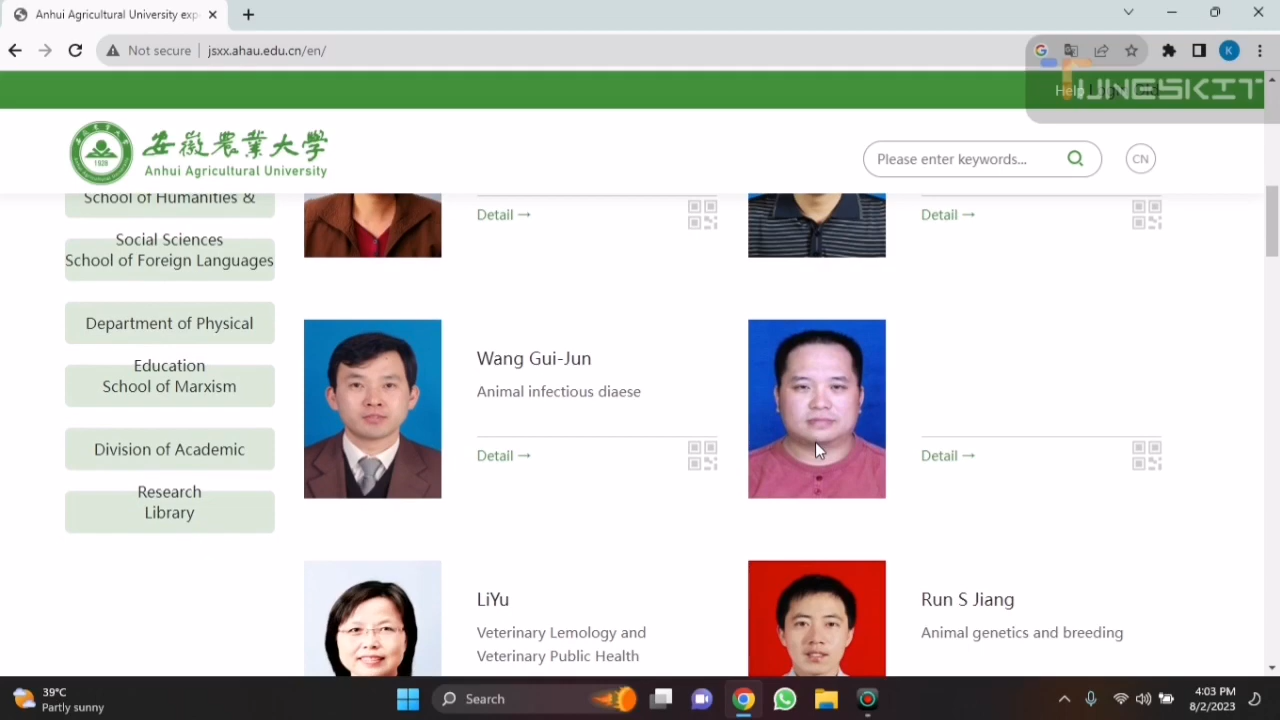 Anhui Agricultural University exp
Not secure
jsxx.ahau.edu.cn/en/
K
Help
TUNESKIT
安徽農業大學
Anhui Agricultural University
1928
Please enter keywords...
CN
School of Humanities &
Social Sciences
School of Foreign Languages
Department of Physical
Education
School of Marxism
Division of Academic
Research
Library
Detail →
Detail →
Wang Gui-Jun
Animal infectious diaese
Detail →
Detail →
LiYu
Veterinary Lemology and
Veterinary Public Health
Run S Jiang
Animal genetics and breeding
39°C
Partly sunny
Search
4:03 PM
8/2/2023